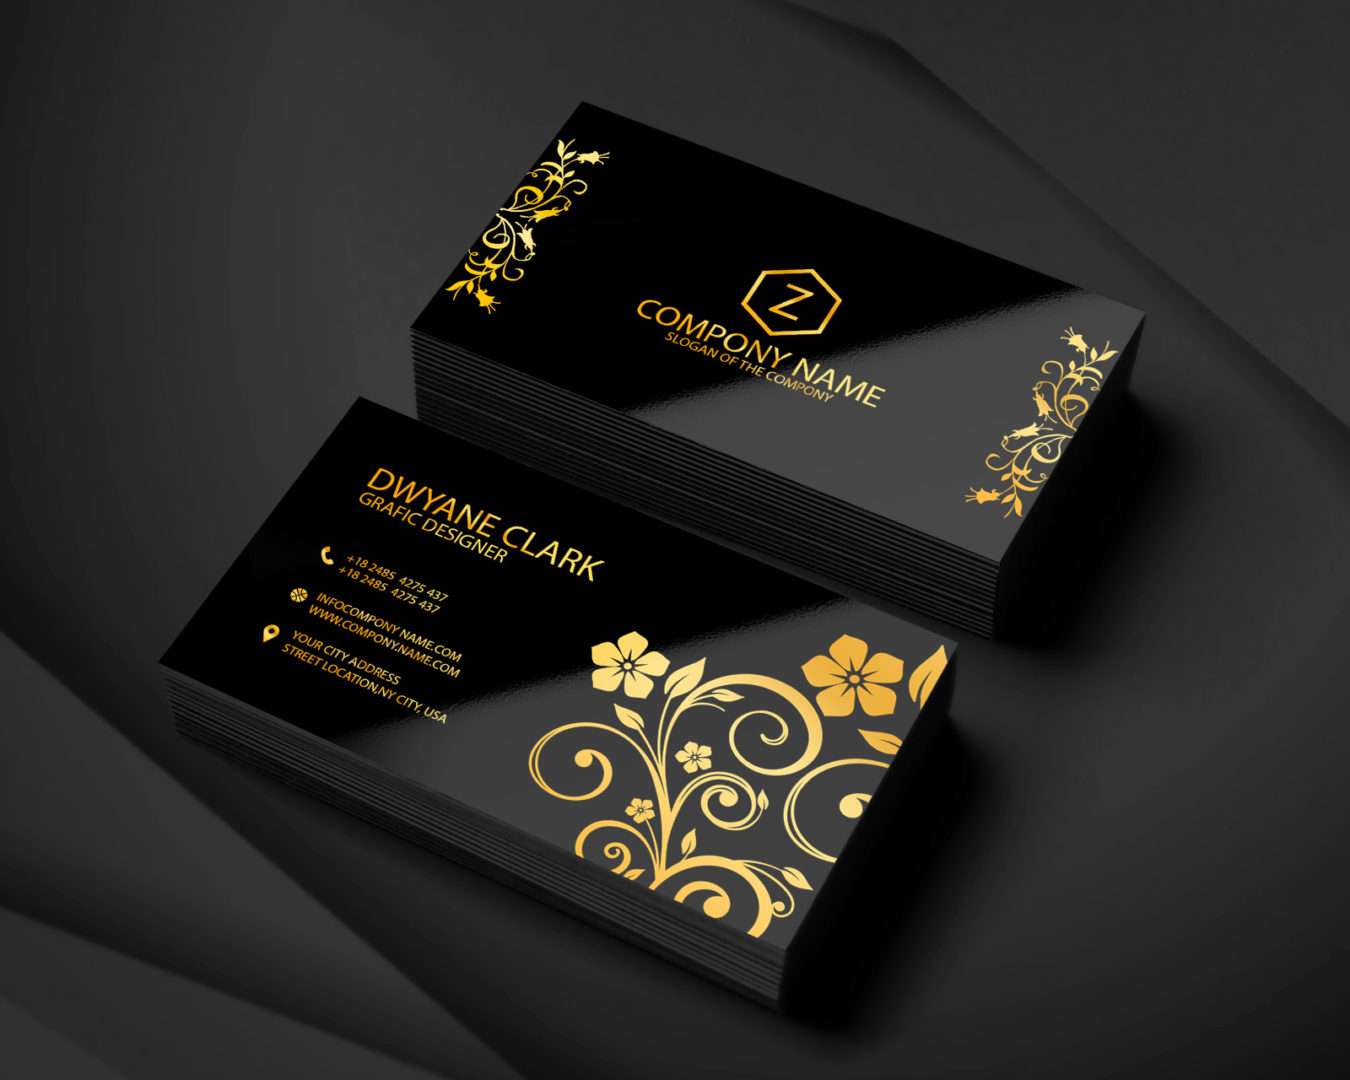 Z
COMPONY NAME
SLOGAN OF THE COMPONY
DWYANE CLARK
GRAFIC DESIGNER
+18 2485 4275 437
+18 2485 4275 437
INFOCOMPONY NAME.COM
WWW.COMPONY.NAME.COM
YOUR CITY ADDRESS
STREET LOCATION,NY CITY, USA